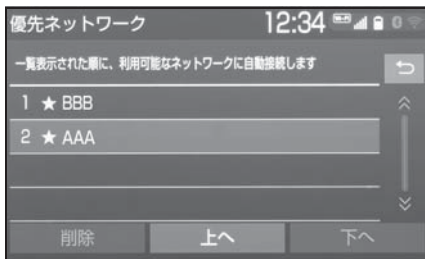 優先ネットワーク 12:34
一覧表示された順に、利用可能なネットワークに自動接続します
1 ★ BBB
2 ★ AAA
削除 上へ 下へ